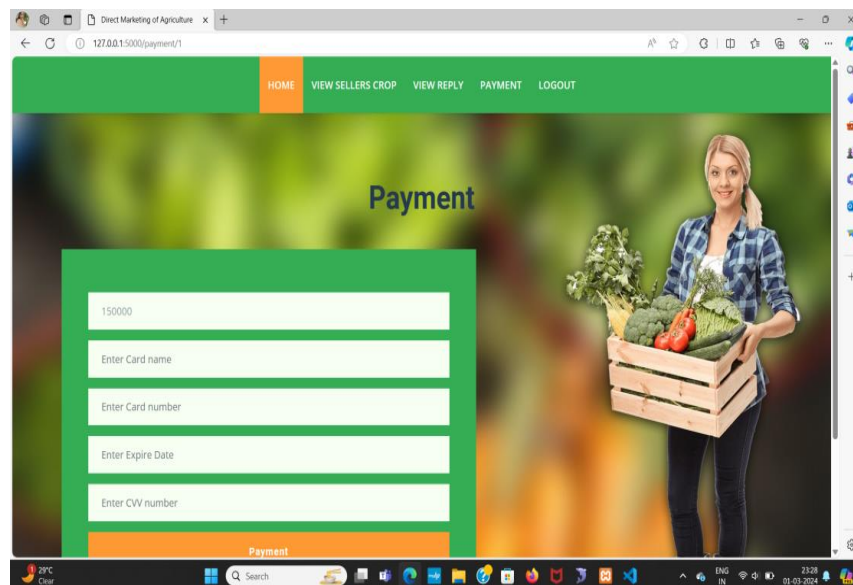 Direct Marketing of Agriculture
127.0.0.1:5000/payment/1
HOME VIEW SELLERS CROP VIEW REPLY PAYMENT LOGOUT
Payment
150000
Enter Card name
Enter Card number
Enter Expire Date
Enter CVV number
Payment
29°C
Clear
Search
ENG
IN
23:28
01-03-2024